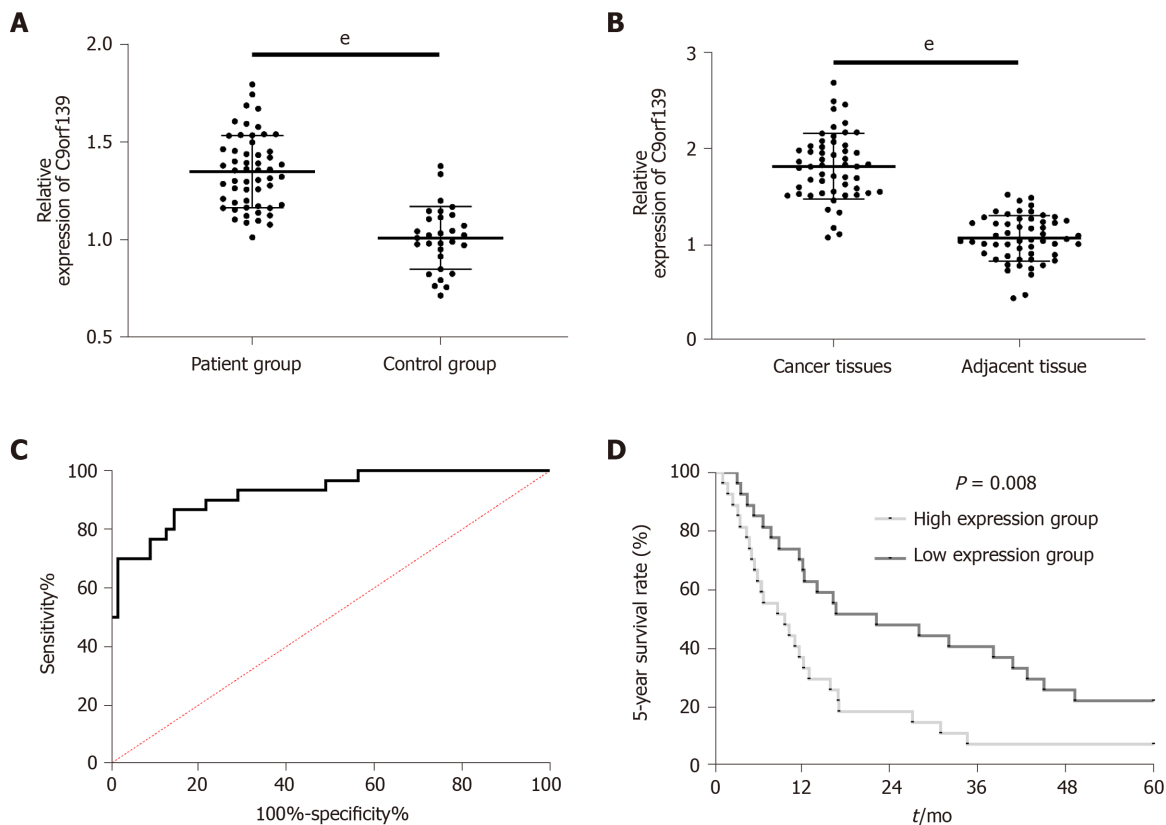 A
Relative
expression of C9orf139
2.0
1.5
1.0
0.5
e
Patient group
Control group
B
Relative
expression of C9orf139
3
2
1
0
e
Cancer tissues
Adjacent tissue
C
Sensitivity%
100
80
60
40
20
0
0
20
40
60
80
100
100%-specificity%
D
5-year survival rate (%)
100
80
60
40
20
0
P = 0.008
High expression group
Low expression group
0
12
24
36
48
60
t/mo